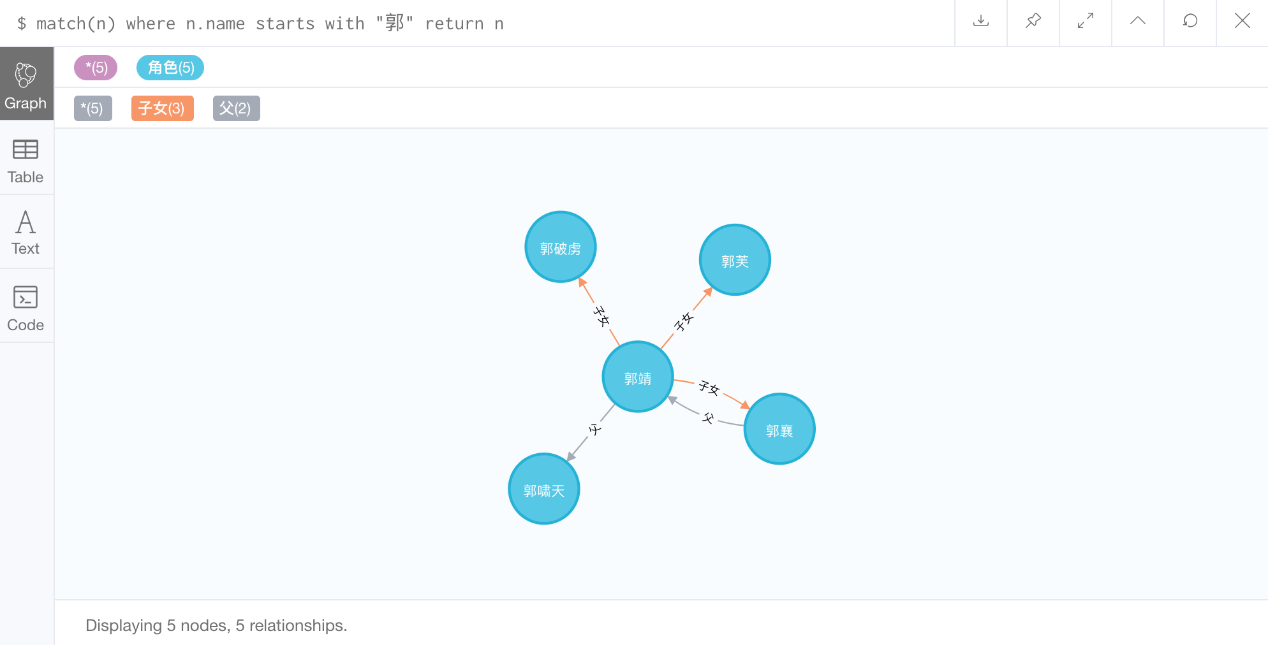 $ match(n) where n.name starts with "郭" return n
*(5) 角色(5)
*(5) 子女(3) 父(2)
Graph
Table
Text
Code
郭破虏
郭芙
子女
子女
郭靖
子女
父
郭襄
父
郭啸天
Displaying 5 nodes, 5 relationships.